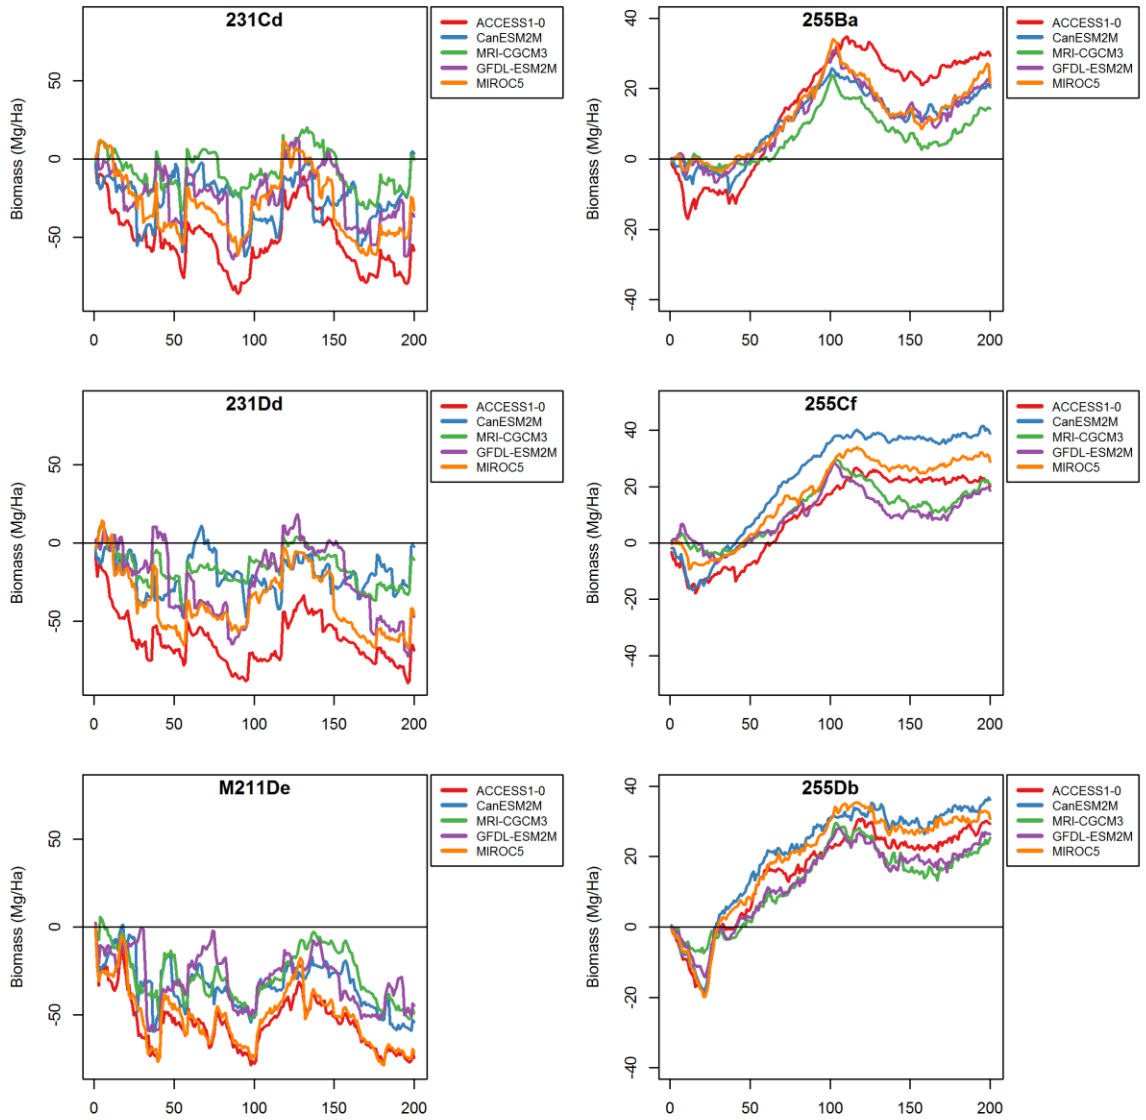 231Cd
ACCESS1-0
CanESM2M
MRI-CGCM3
GFDL-ESM2M
MIROC5
Biomass (Mg/Ha)
50
0
-50
0 50 100 150 200
255Ba
ACCESS1-0
CanESM2M
MRI-CGCM3
GFDL-ESM2M
MIROC5
Biomass (Mg/Ha)
40
20
0
-20
-40
0 50 100 150 200
231Dd
ACCESS1-0
CanESM2M
MRI-CGCM3
GFDL-ESM2M
MIROC5
Biomass (Mg/Ha)
50
0
-50
0 50 100 150 200
255Cf
ACCESS1-0
CanESM2M
MRI-CGCM3
GFDL-ESM2M
MIROC5
Biomass (Mg/Ha)
40
20
0
-20
-40
0 50 100 150 200
M211De
ACCESS1-0
CanESM2M
MRI-CGCM3
GFDL-ESM2M
MIROC5
Biomass (Mg/Ha)
50
0
-50
0 50 100 150 200
255Db
ACCESS1-0
CanESM2M
MRI-CGCM3
GFDL-ESM2M
MIROC5
Biomass (Mg/Ha)
40
20
0
-20
-40
0 50 100 150 200